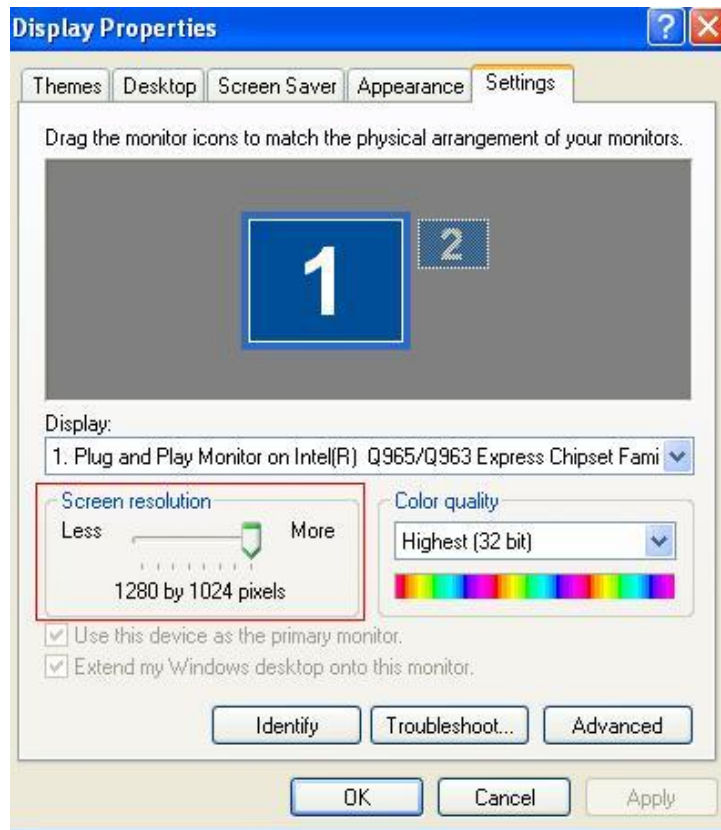 Display Properties
Themes Desktop Screen Saver Appearance Settings
Drag the monitor icons to match the physical arrangement of your monitors.
1 2
Display:
1. Plug and Play Monitor on Intel(R) Q965/Q963 Express Chipset Fami
Screen resolution
Less More
1280 by 1024 pixels
Color quality
Highest (32 bit)
Use this device as the primary monitor.
Extend my Windows desktop onto this monitor.
Identify Troubleshoot... Advanced
OK Cancel Apply